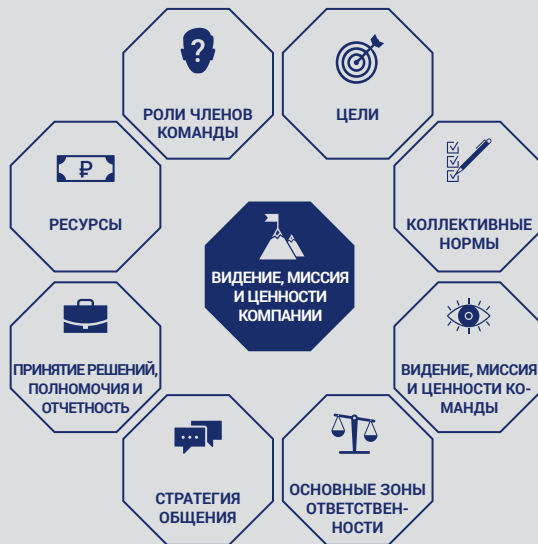 ?
РОЛИ ЧЛЕНОВ
КОМАНДЫ
ЦЕЛИ
₽
РЕСУРСЫ
КОЛЛЕКТИВНЫЕ
НОРМЫ
ВИДЕНИЕ, МИССИЯ
И ЦЕННОСТИ
КОМПАНИИ
ПРИНЯТИЕ РЕШЕНИЙ,
ПОЛНОМОЧИЯ И
ОТЧЕТНОСТЬ
ВИДЕНИЕ, МИССИЯ
И ЦЕННОСТИ КО-
МАНДЫ
СТРАТЕГИЯ
ОБЩЕНИЯ
ОСНОВНЫЕ ЗОНЫ
ОТВЕТСТВЕН-
НОСТИ